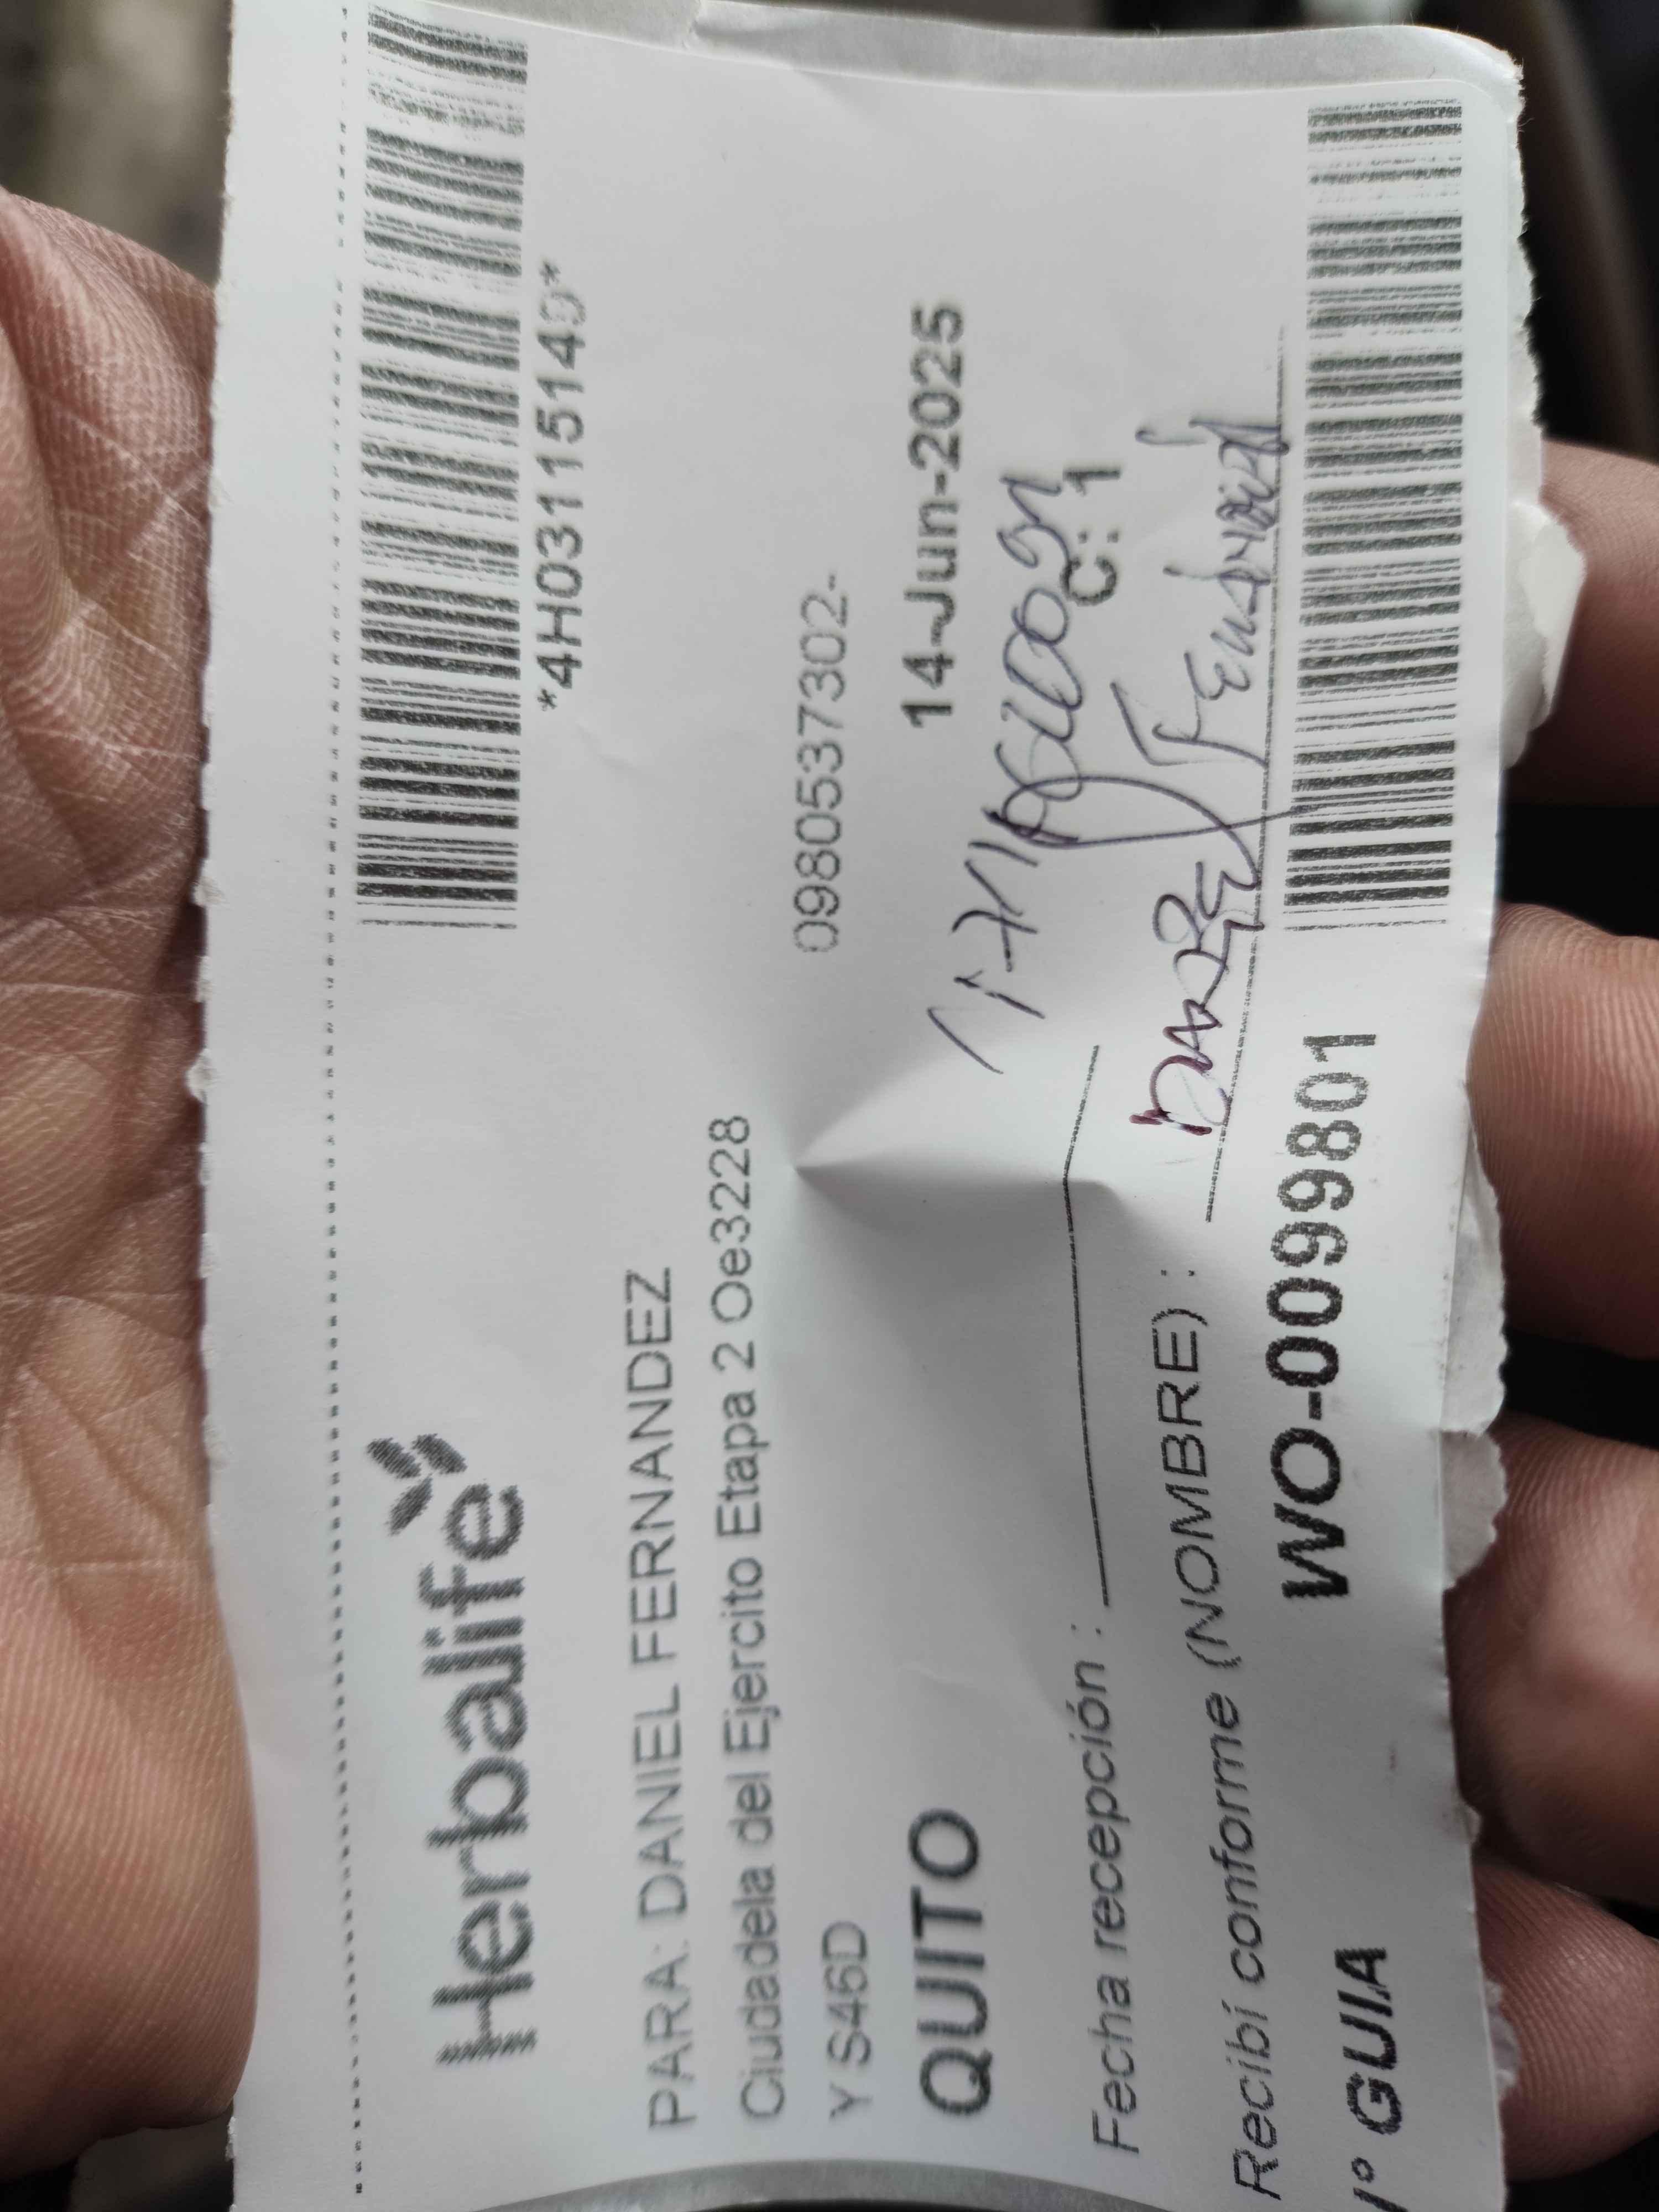 Herbalife
*4H03115140*
PARA: DANIEL FERNANDEZ
Ciudadela del Ejercito Etapa 2 Oe3228
Y S46D
0980537302-
QUITO
14-Jun-2025
Fecha recepción :
C: 1
Recibí conforme (NOMBRE) :
° GUIA
WO-0099801